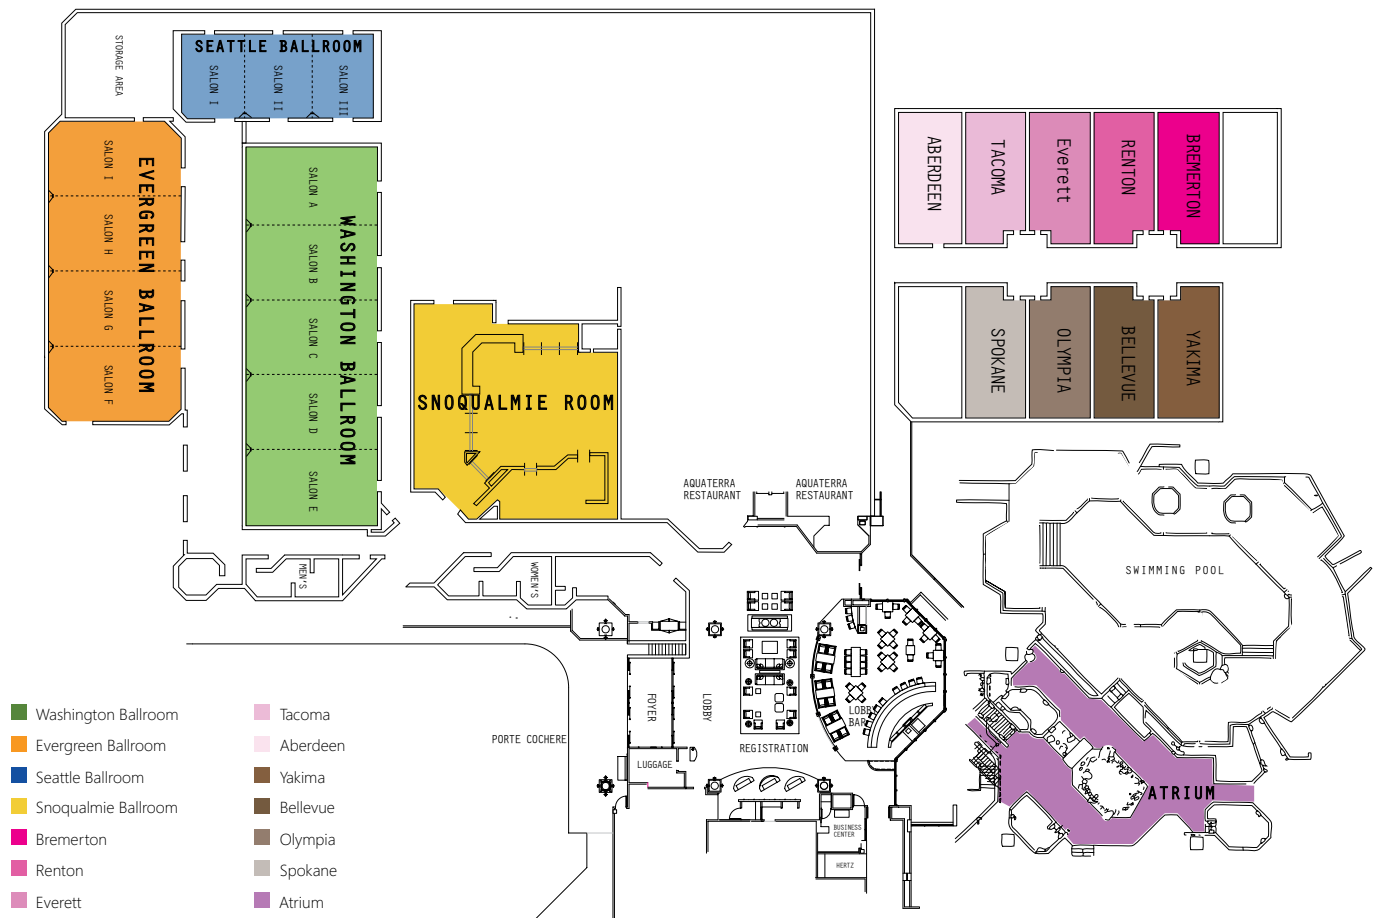 STORAGE AREA
SEATTLE BALLROOM
SALON I
SALON II
SALON III
EVERGREEN BALLROOM
SALON I
SALON H
SALON G
SALON F
WASHINGTON BALLROOM
SALON A
SALON B
SALON C
SALON D
SALON E
SNOQUALMIE ROOM
ABERDEEN
TACOMA
Everett
RENTON
BREMERTON
SPOKANE
OLYMPIA
BELLEVUE
YAKIMA
AQUATERRA
RESTAURANT
AQUATERRA
RESTAURANT
SWIMMING POOL
MEN'S
WOMEN'S
FOYER
LOBBY
LOBBY
BAR
PORTE COCHERE
REGISTRATION
LUGGAGE
ATRIUM
BUSINESS
CENTER
HERTZ
Washington Ballroom
Evergreen Ballroom
Seattle Ballroom
Snoqualmie Ballroom
Bremerton
Renton
Everett
Tacoma
Aberdeen
Yakima
Bellevue
Olympia
Spokane
Atrium